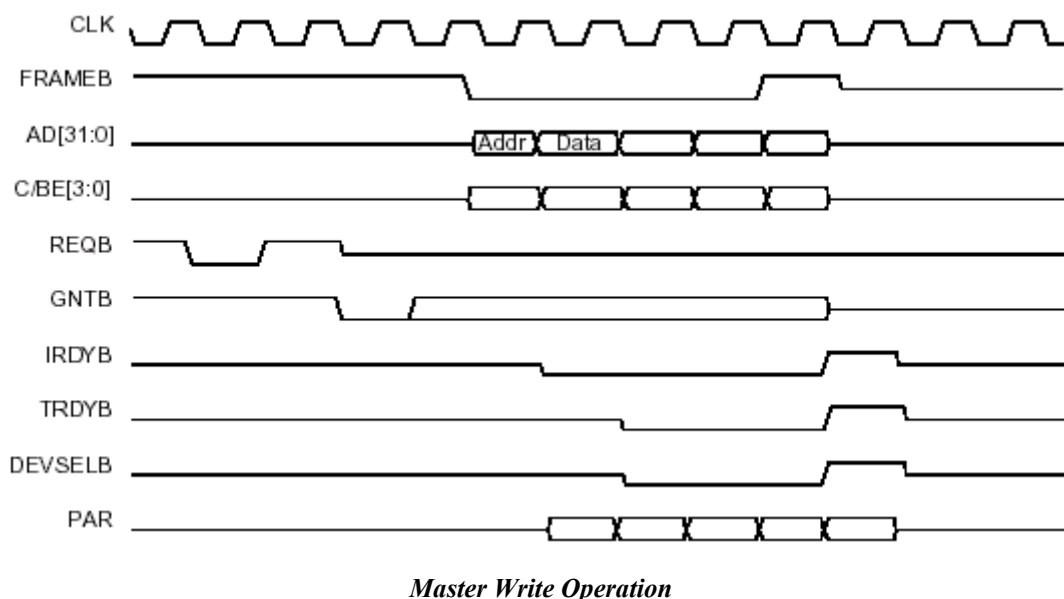 CLK
FRAMEB
AD[31:0] Addr Data
C/BE[3:0]
REQB
GNTB
IRDYB
TRDYB
DEVSELB
PAR
Master Write Operation